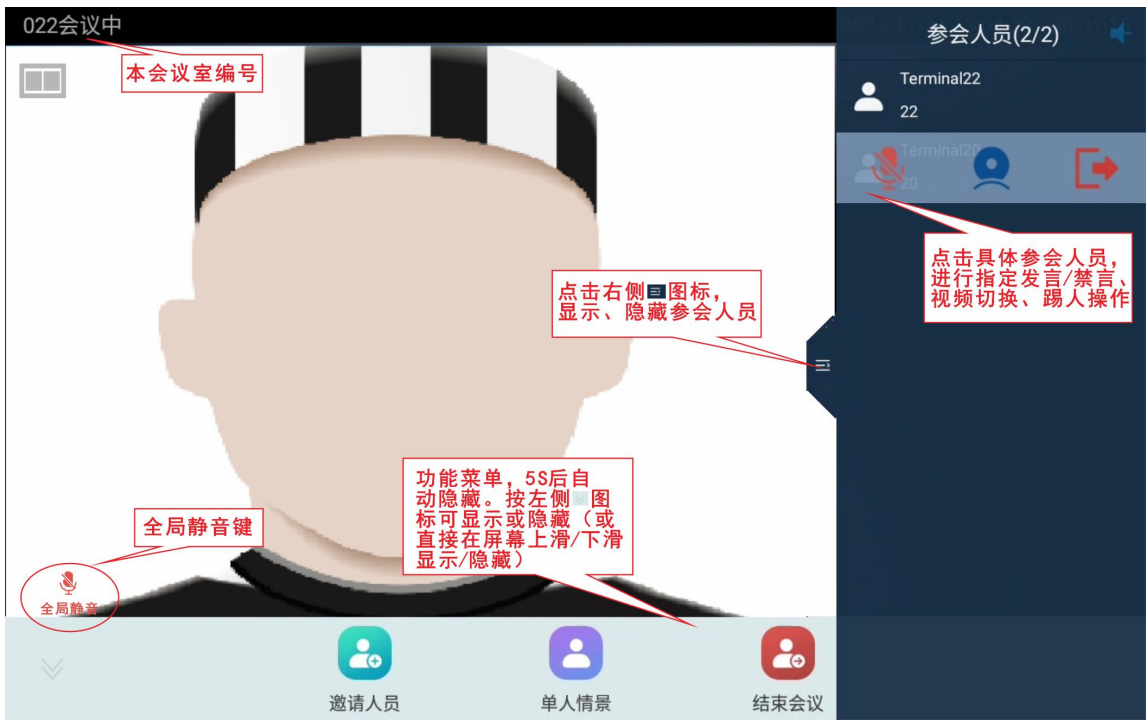 022会议中
本会议室编号
参会人员(2/2)
Terminal22
22
Terminal20
20
点击具体参会人员,
进行指定发言/禁言、
视频切换、踢人操作
点击右侧图标,
显示、隐藏参会人员
功能菜单,5S后自
动隐藏。按左侧图
标可显示或隐藏(或
直接在屏幕上滑/下滑
显示/隐藏)
全局静音键
全局静音
邀请人员
单人情景
结束会议